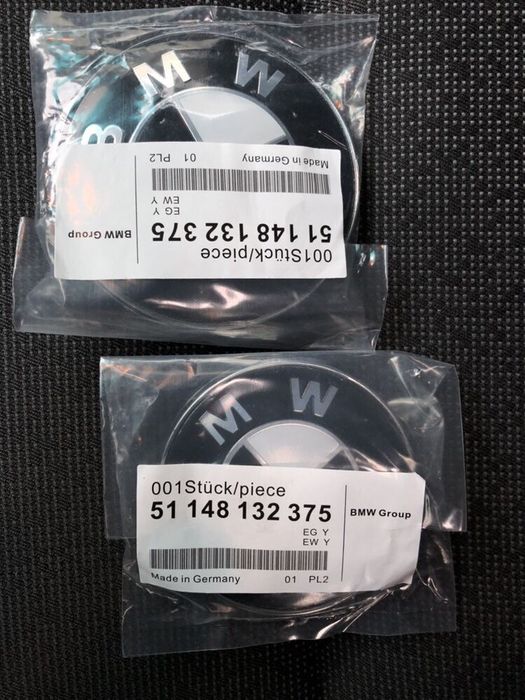 B M W
Made in Germany 01 PL2
EW Y
EG Y
51 148 132 375
001Stück/piece
BMW Group
M W
001Stück/piece
51 148 132 375
EG Y
EW Y
BMW Group
Made in Germany 01 PL2